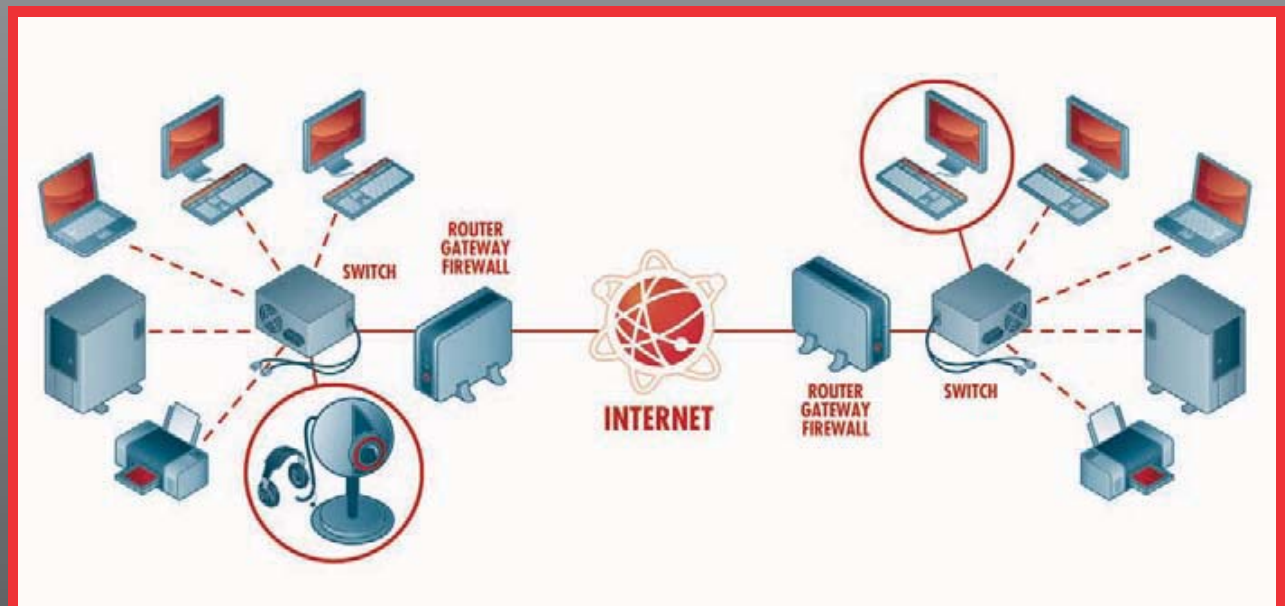 SWITCH
ROUTER
GATEWAY
FIREWALL
INTERNET
ROUTER
GATEWAY
FIREWALL
SWITCH